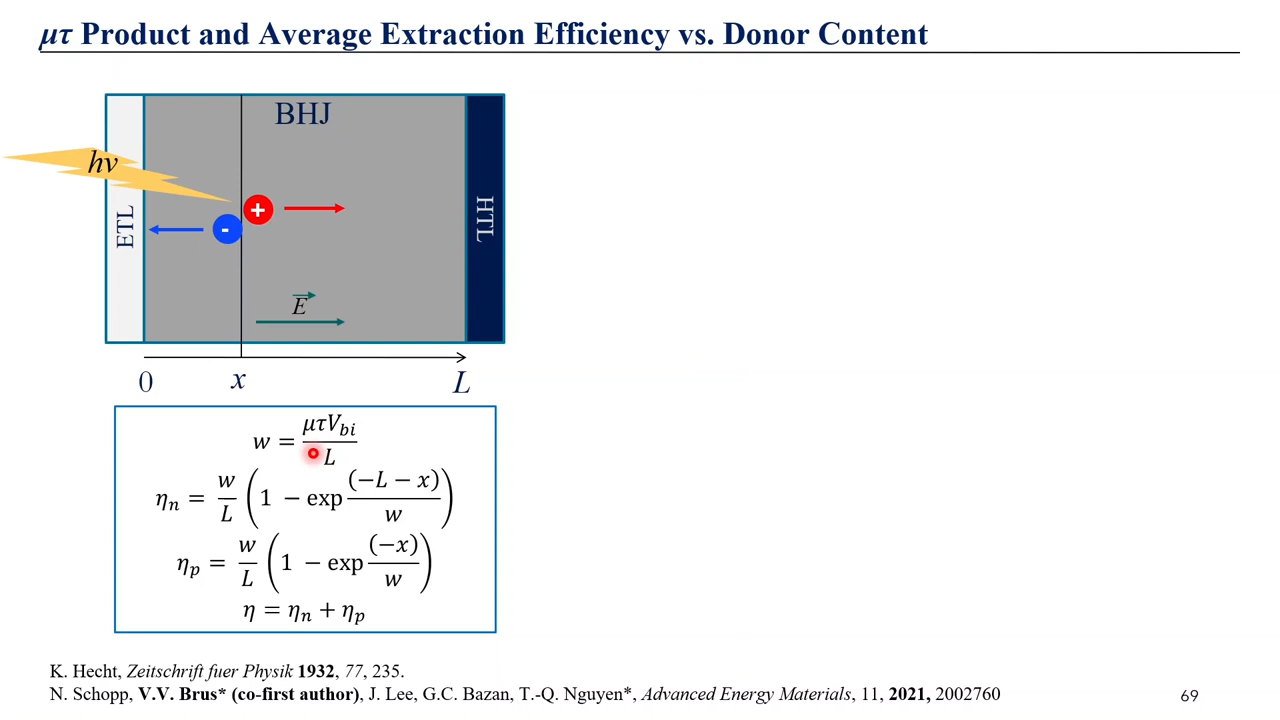 μτ Product and Average Extraction Efficiency vs. Donor Content
BHJ
hν
ETL
+
-
HTL
E⃗
0
x
L
w = μτV_bi / L
η_n = w/L (1 − exp (−L − x)/w)
η_p = w/L (1 − exp (−x)/w)
η = η_n + η_p
K. Hecht, Zeitschrift fuer Physik 1932, 77, 235.
N. Schopp, V.V. Brus* (co-first author), J. Lee, G.C. Bazan, T.-Q. Nguyen*, Advanced Energy Materials, 11, 2021, 2002760
69